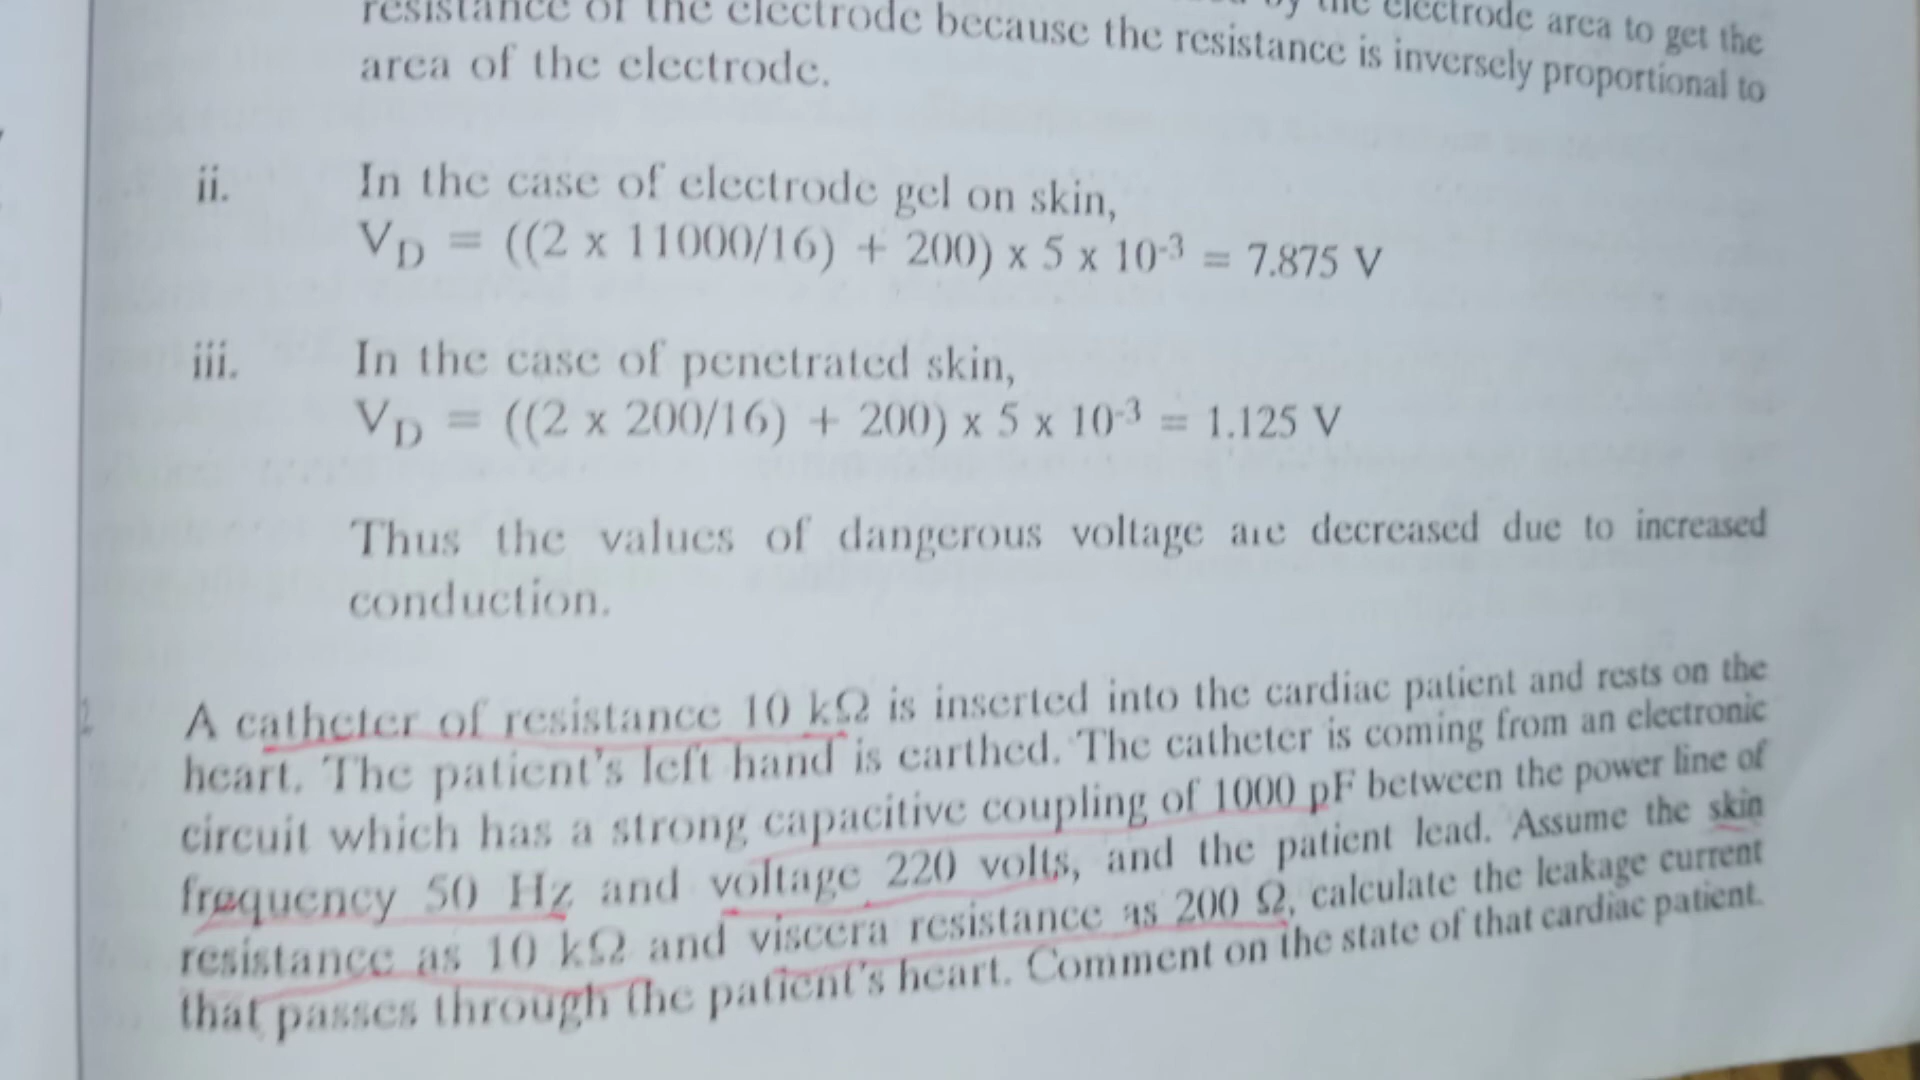 resistance of the electrode because the resistance is inversely proportional to
by the electrode area to get the
area of the electrode.
ii. In the case of electrode gel on skin,
V_D = ((2 x 11000/16) + 200) x 5 x 10^-3 = 7.875 V
iii. In the case of penetrated skin,
V_D = ((2 x 200/16) + 200) x 5 x 10^-3 = 1.125 V
Thus the values of dangerous voltage are decreased due to increased
conduction.
2 A catheter of resistance 10 kΩ is inserted into the cardiac patient and rests on the
heart. The patient's left hand is earthed. The catheter is coming from an electronic
circuit which has a strong capacitive coupling of 1000 pF between the power line of
frequency 50 Hz and voltage 220 volts, and the patient lead. Assume the skin
resistance as 10 kΩ and viscera resistance as 200 Ω, calculate the leakage current
that passes through the patient's heart. Comment on the state of that cardiac patient.